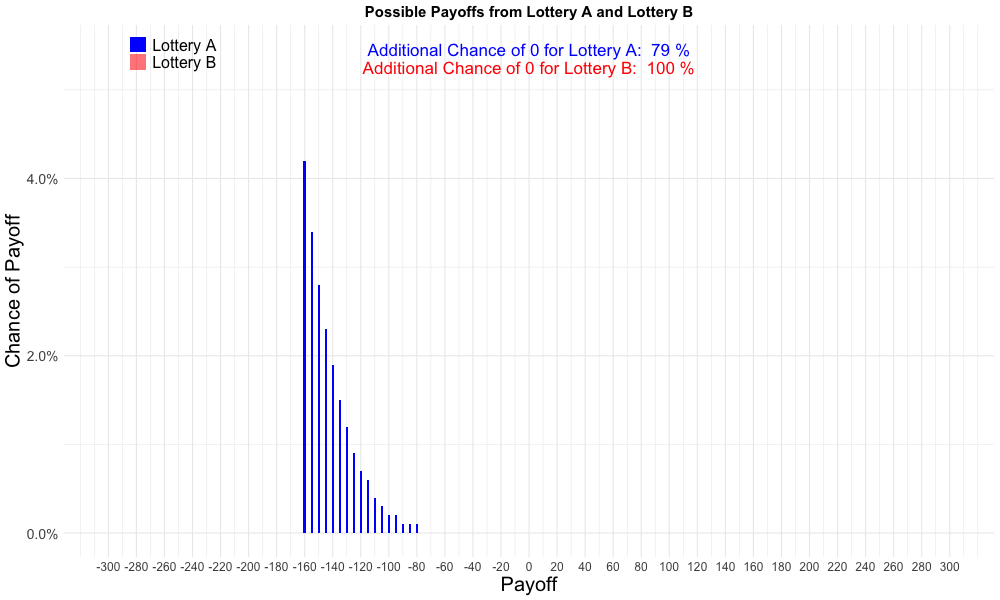 Possible Payoffs from Lottery A and Lottery B
Lottery A
Lottery B
Additional Chance of 0 for Lottery A:  79 %
Additional Chance of 0 for Lottery B:  100 %
Chance of Payoff
4.0%
2.0%
0.0%
-300 -280 -260 -240 -220 -200 -180 -160 -140 -120 -100 -80 -60 -40 -20 0 20 40 60 80 100 120 140 160 180 200 220 240 260 280 300
Payoff